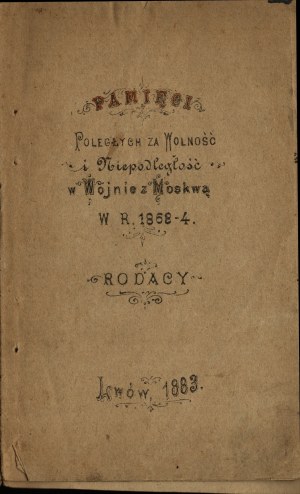 PAMIĘCI
POLEGŁYCH ZA WOLNOŚĆ
i Niepodległość
w Wojnie z Moskwą
W R. 1863-4.
RODACY
Lwów, 1883.